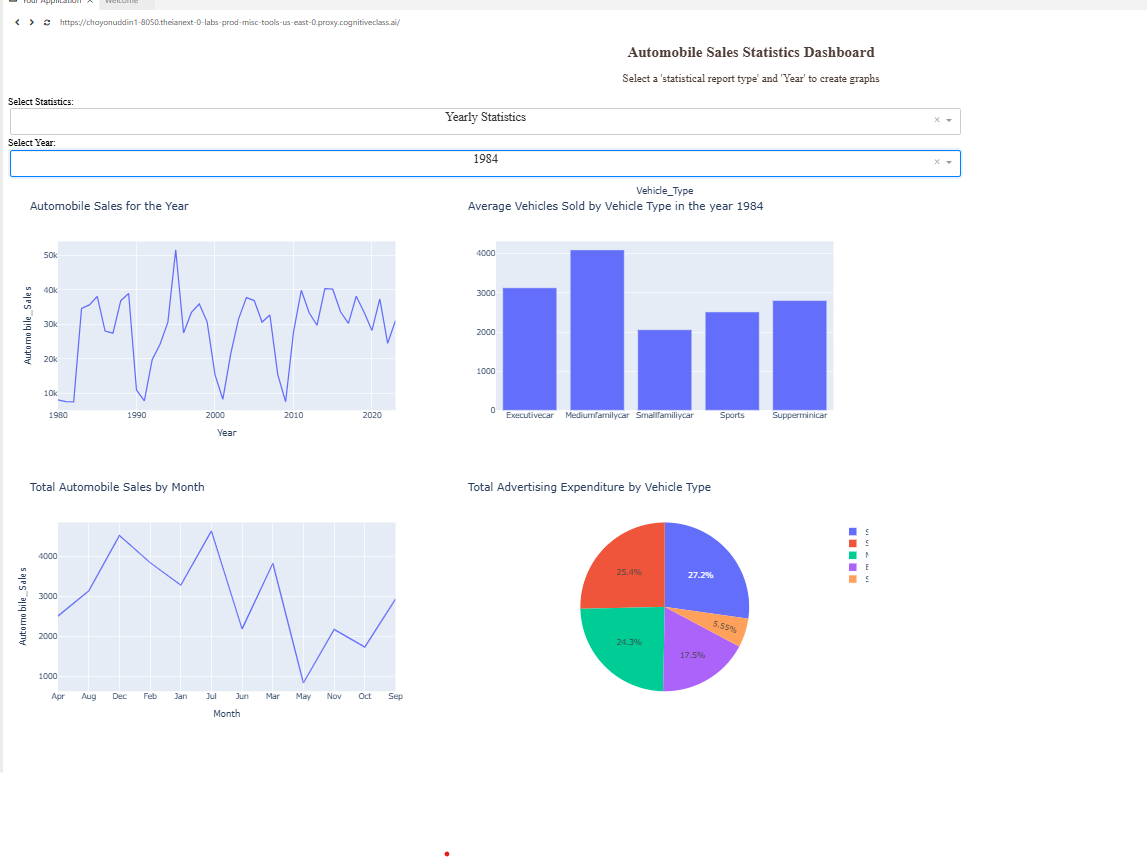 Your Application
Welcome
https://choyonuddin1-8050.theianext-0-labs-prod-misc-tools-us-east-0.proxy.cognitiveclass.ai/
Automobile Sales Statistics Dashboard
Select a 'statistical report type' and 'Year' to create graphs
Select Statistics:
Yearly Statistics
Select Year:
1984
Automobile Sales for the Year
50k
40k
30k
20k
10k
Automobile_Sales
1980 1990 2000 2010 2020
Year
Vehicle_Type
Average Vehicles Sold by Vehicle Type in the year 1984
4000
3000
2000
1000
0
Executivecar Mediumfamilycar Smallfamiliycar Sports Supperminicar
Total Automobile Sales by Month
4000
3000
2000
1000
Automobile_Sales
Apr Aug Dec Feb Jan Jul Jun Mar May Nov Oct Sep
Month
Total Advertising Expenditure by Vehicle Type
25.4%
27.2%
5.55%
24.3%
17.5%